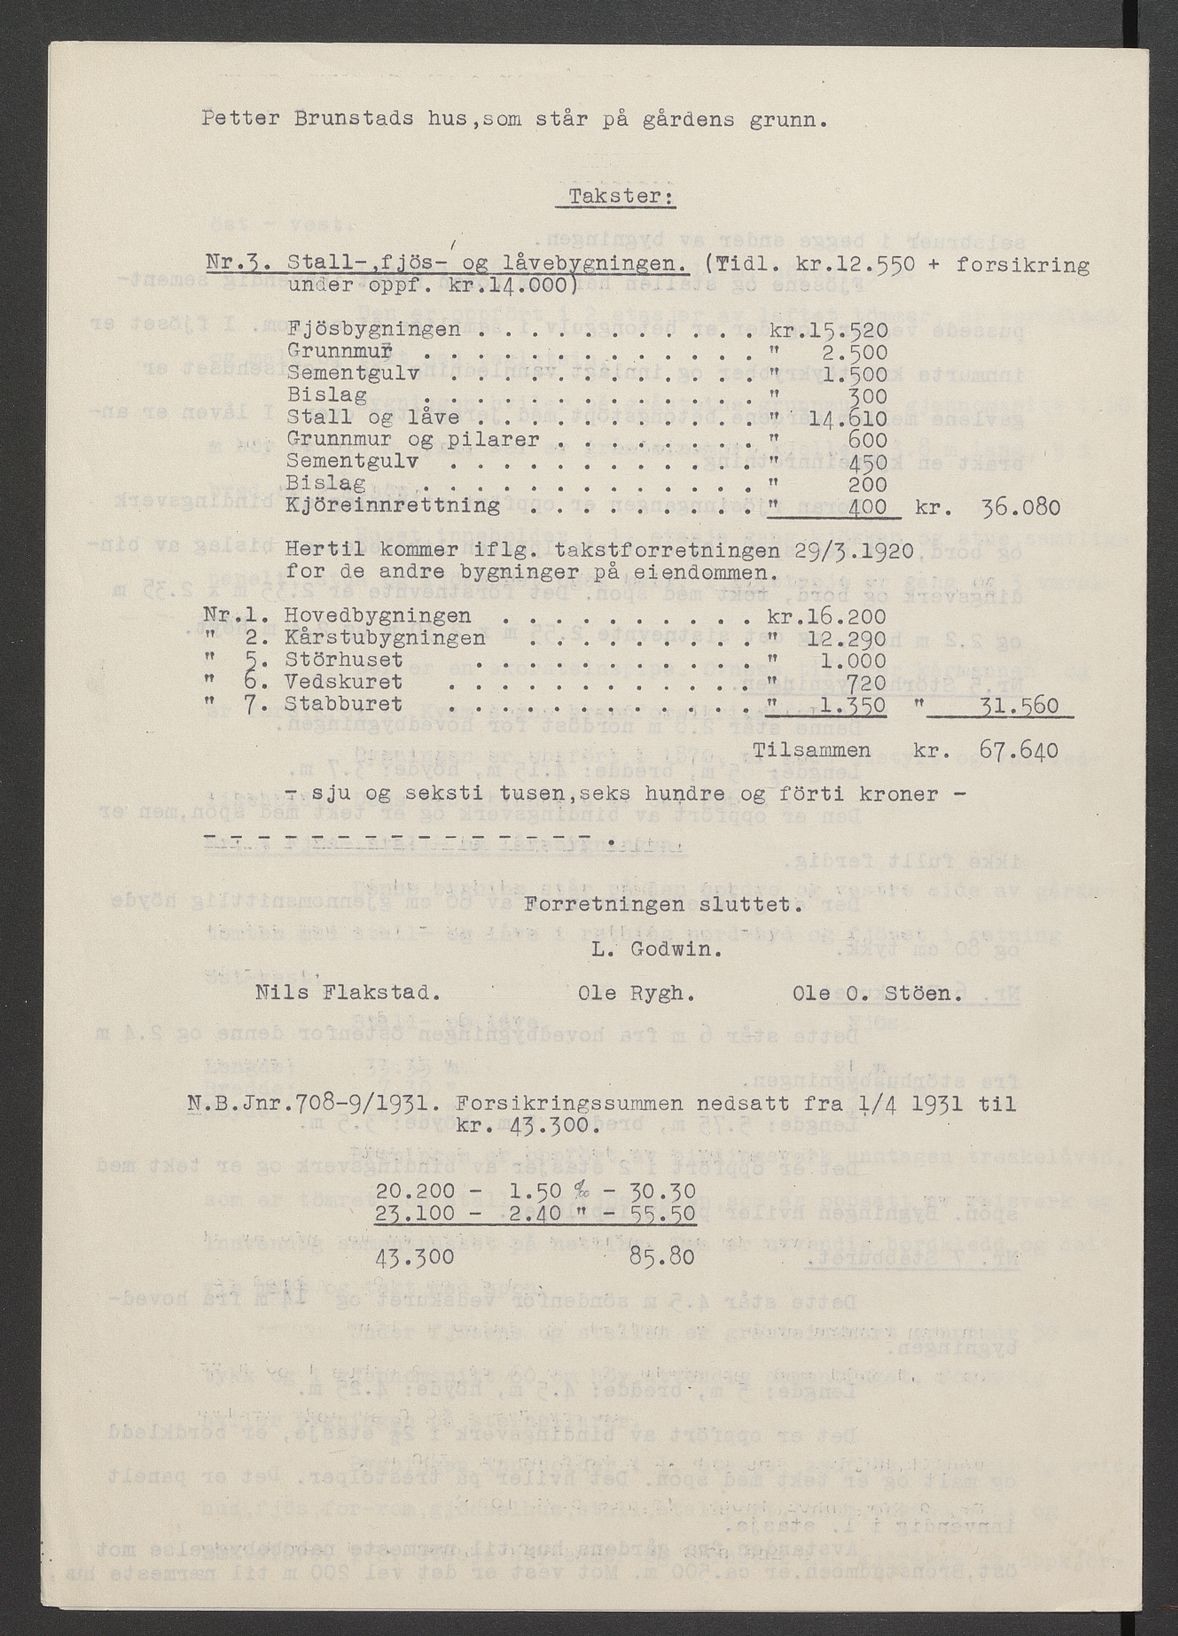 Petter Brunstads hus,som står på gårdens grunn.
Takster:
Nr.3. Stall-,fjös- og låvebygningen. (Tidl. kr.12.550 + forsikring
under oppf. kr.14.000)
Fjösbygningen . . . . . . . . . . . kr.15.520
Grunnmur . . . . . . . . . . . . . " 2.500
Sementgulv . . . . . . . . . . . . " 1.500
Bislag . . . . . . . . . . . . . " 300
Stall og låve . . . . . . . . . . . " 14.610
Grunnmur og pilarer . . . . . . . . " 600
Sementgulv . . . . . . . . . . . . " 450
Bislag . . . . . . . . . . . . . " 200
Kjöreinnrettning . . . . . . . . . " 400 kr. 36.080
Hertil kommer iflg. takstforretningen 29/3.1920
for de andre bygninger på eiendommen.
Nr.1. Hovedbygningen . . . . . . . . . . kr.16.200
" 2. Kårstubygningen . . . . . . . . . " 12.290
" 5. Störhuset . . . . . . . . . . . " 1.000
" 6. Vedskuret . . . . . . . . . . . . " 720
" 7. Stabburet . . . . . . . . . . . . " 1.350 " 31.560
Tilsammen kr. 67.640
- sju og seksti tusen,seks hundre og förti kroner -
- - - - - - - - - - - - - - - .
Forretningen sluttet.
L. Godwin.
Nils Flakstad. Ole Rygh. Ole O. Stöen.
N.B.Jnr.708-9/1931. Forsikringssummen nedsatt fra 1/4 1931 til
kr. 43.300.
20.200 - 1.50 ‰ - 30.30
23.100 - 2.40 " - 55.50
43.300 85.80